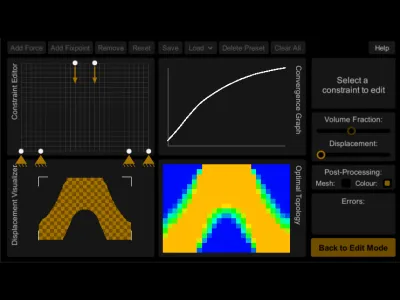 Add Force Add Fixpoint Remove Reset Save Load Delete Preset Clear All Help
Constraint Editor
Convergence Graph
Select a
constraint to edit
Volume Fraction:
Displacement:
Displacement Visualizer
Optimal Topology
Post-Processing:
Mesh: Colour:
Errors:
Back to Edit Mode